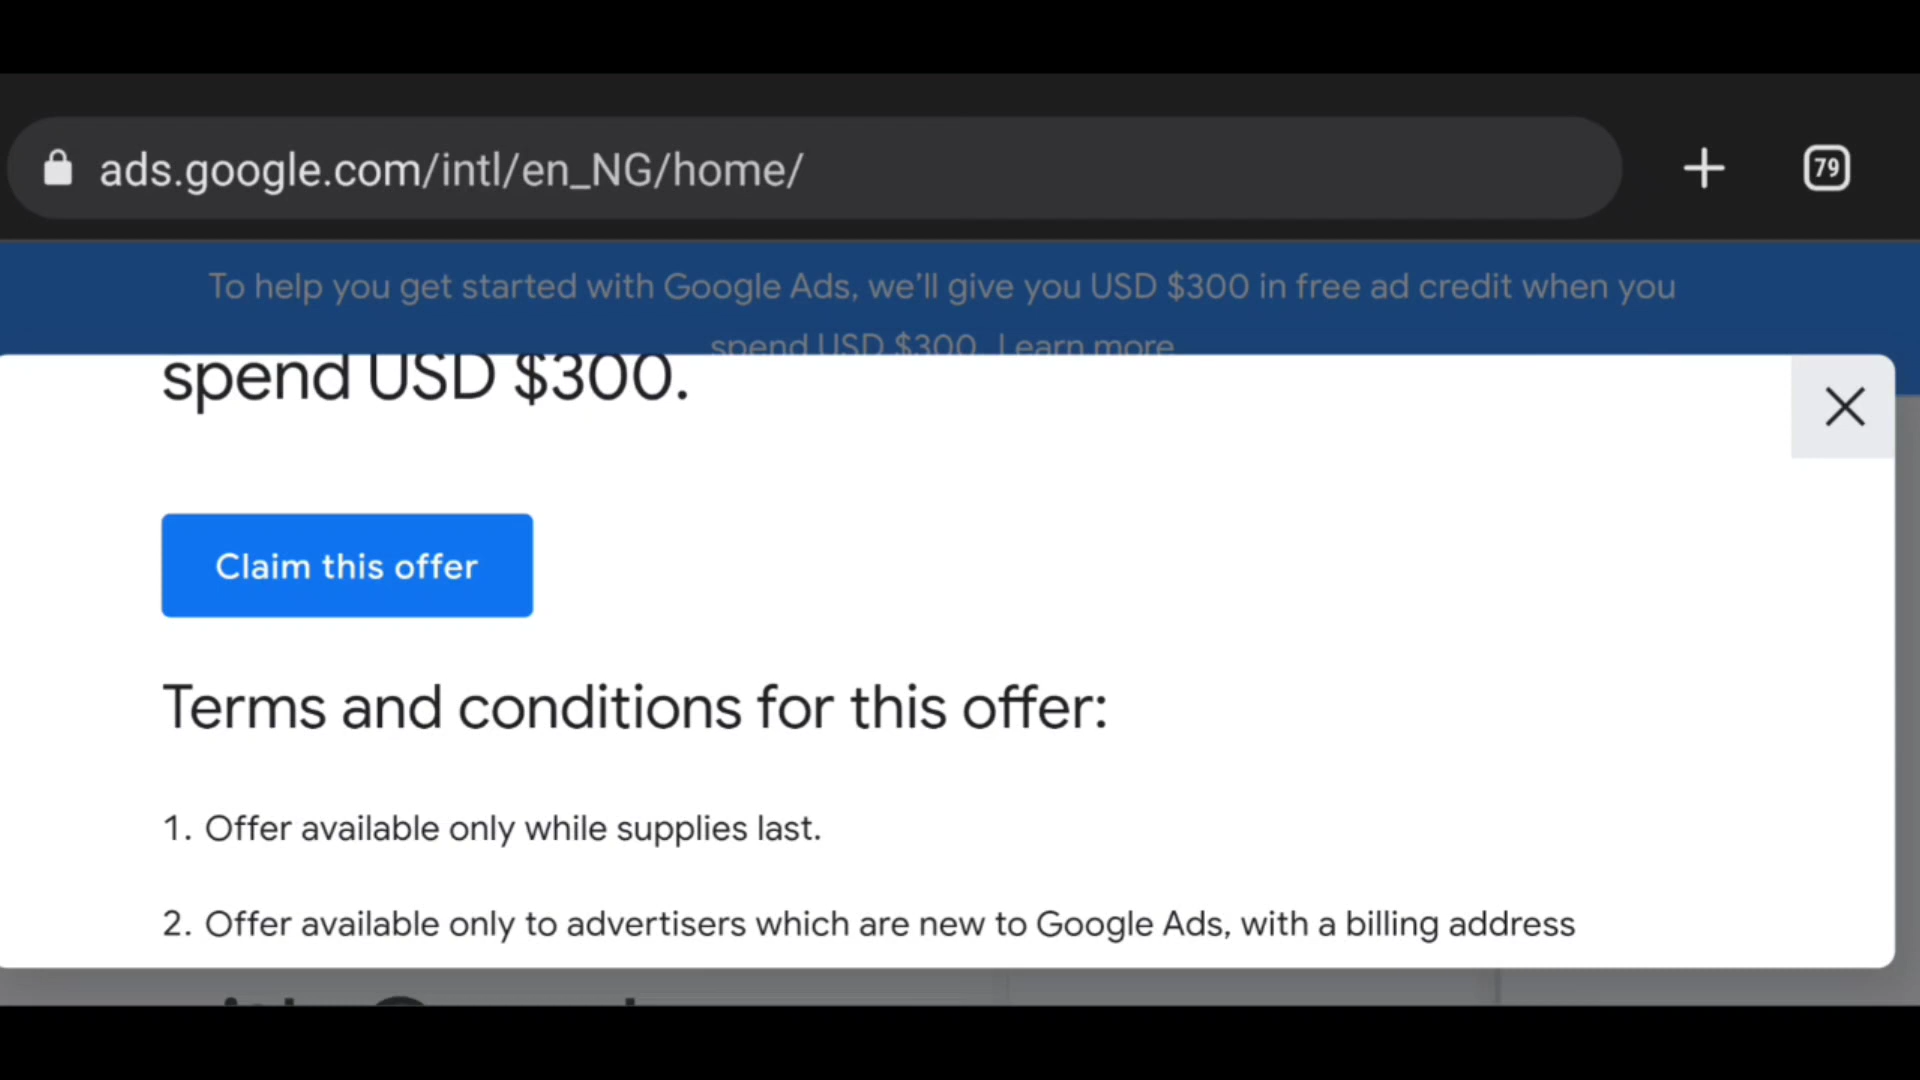 ads.google.com/intl/en_NG/home/
79
To help you get started with Google Ads, we'll give you USD $300 in free ad credit when you
spend USD $300. Learn more
spend USD $300.
Claim this offer
Terms and conditions for this offer:
1. Offer available only while supplies last.
2. Offer available only to advertisers which are new to Google Ads, with a billing address